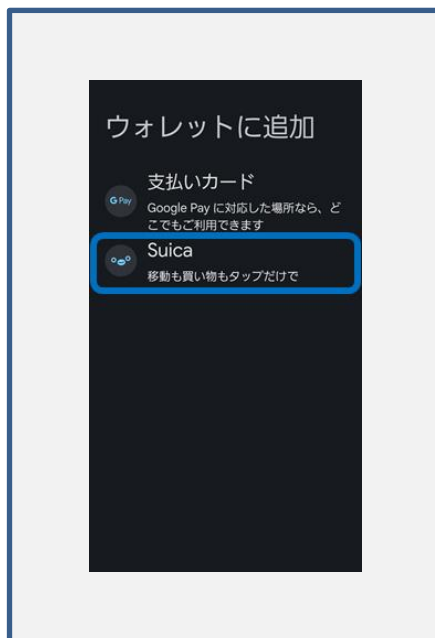 ウォレットに追加
支払いカード
G Pay
Google Pay に対応した場所なら、ど
こでもご利用できます
Suica
移動も買い物もタップだけで